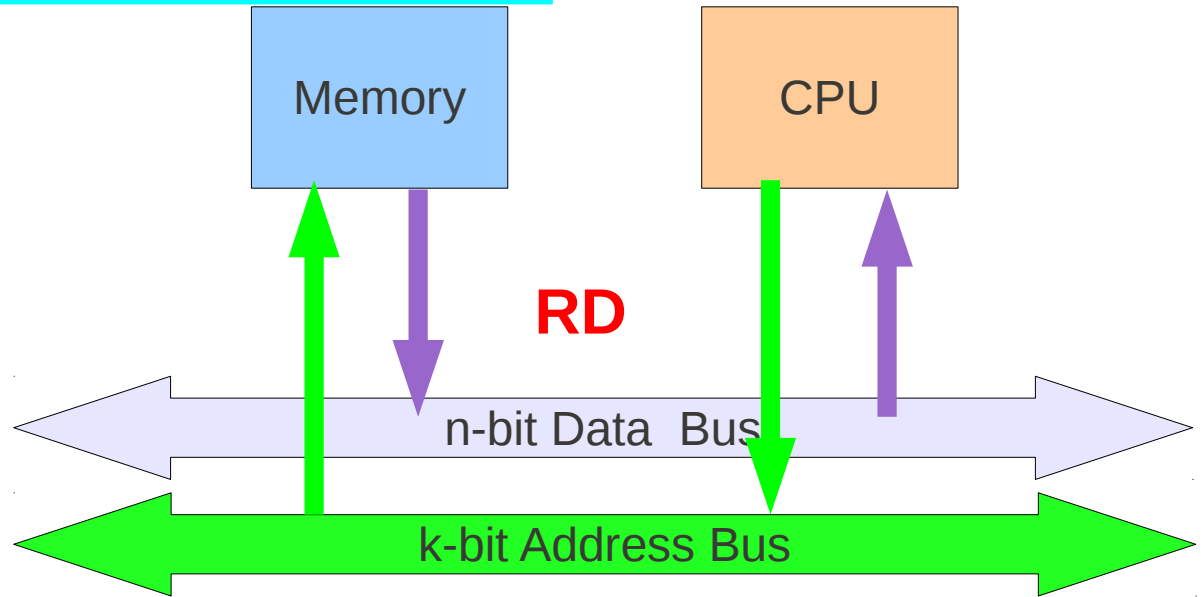 Memory
CPU
RD
n-bit Data  Bus
k-bit Address Bus